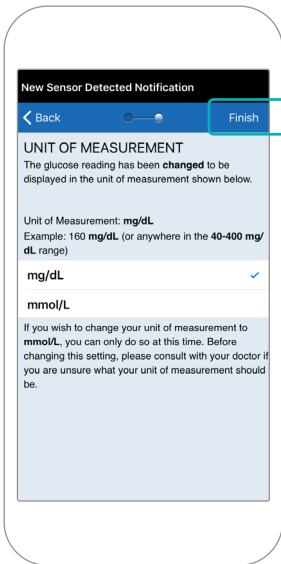 New Sensor Detected Notification
Back
Finish
UNIT OF MEASUREMENT
The glucose reading has been changed to be
displayed in the unit of measurement shown below.
Unit of Measurement: mg/dL
Example: 160 mg/dL (or anywhere in the 40-400 mg/
dL range)
mg/dL
mmol/L
If you wish to change your unit of measurement to
mmol/L, you can only do so at this time. Before
changing this setting, please consult with your doctor if
you are unsure what your unit of measurement should
be.